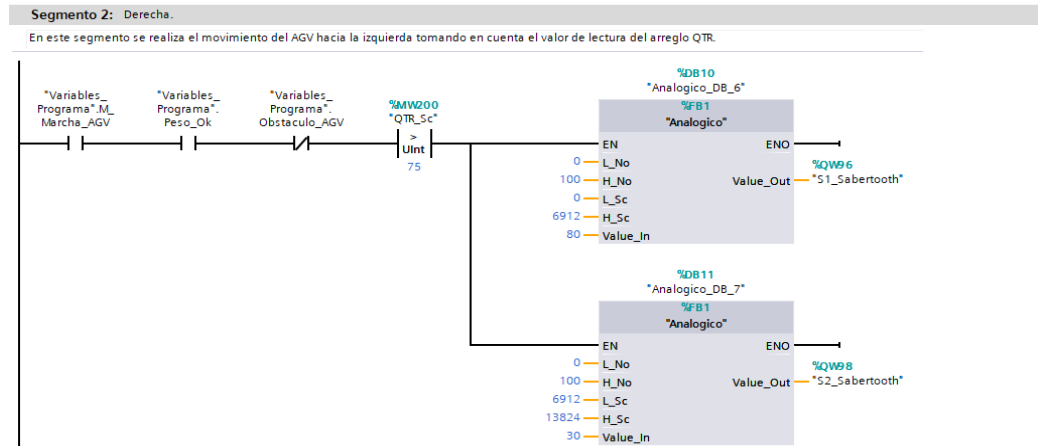 Segmento 2: Derecha.
En este segmento se realiza el movimiento del AGV hacia la izquierda tomando en cuenta el valor de lectura del arreglo QTR.
"Variables_
Programa".M_
Marcha_AGV
"Variables_
Programa".
Peso_Ok
"Variables_
Programa".
Obstaculo_AGV
%MW200
"QTR_Sc"
>
UInt
75
%DB10
"Analogico_DB_6"
%FB1
"Analogico"
EN ENO
0 L_No
100 H_No
0 L_Sc
6912 H_Sc
80 Value_In
Value_Out
%QW96
"S1_Sabertooth"
%DB11
"Analogico_DB_7"
%FB1
"Analogico"
EN ENO
0 L_No
100 H_No
6912 L_Sc
13824 H_Sc
30 Value_In
Value_Out
%QW98
"S2_Sabertooth"